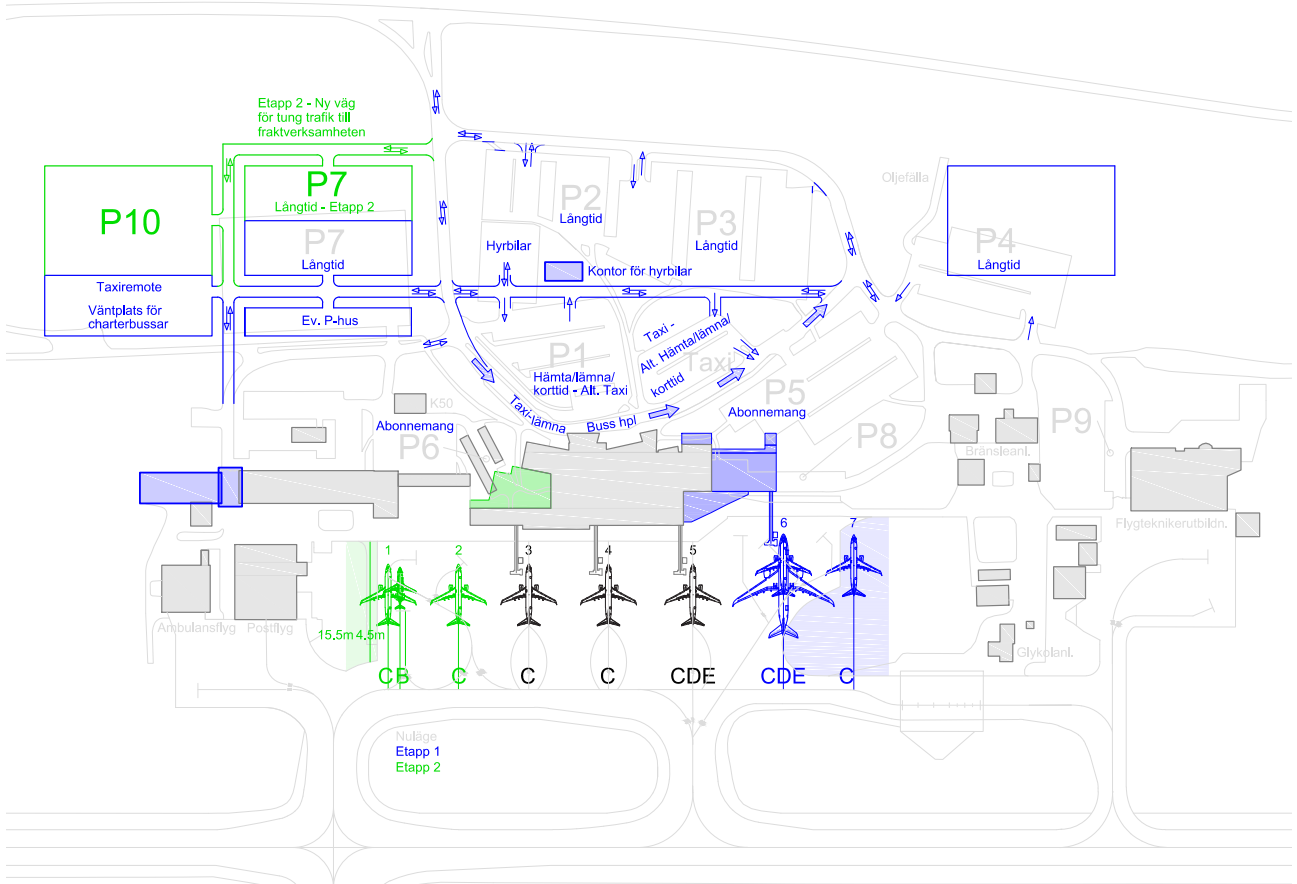 Etapp 2 - Ny väg
för tung trafik till
fraktverksamheten
P10
P7
Långtid - Etapp 2
P7
Långtid
Taxiremote
Väntplats för
charterbussar
Ev. P-hus
P2
Långtid
P3
Långtid
Hyrbilar
Kontor för hyrbilar
Oljefälla
P4
Långtid
P1
Hämta/lämna/
korttid - Alt. Taxi
Taxi -
Alt. Hämta/lämna/
korttid
Taxi
Taxi-lämna
Buss hpl
K50
Abonnemang
P6
P5
Abonnemang
P8
P9
Bränsleanl.
Flygteknikerutbildn.
Ambulansflyg
Postflyg
Glykolanl.
1
2
3
4
5
6
7
15.5m
4.5m
C
B
C
C
C
CDE
CDE
C
Nuläge
Etapp 1
Etapp 2